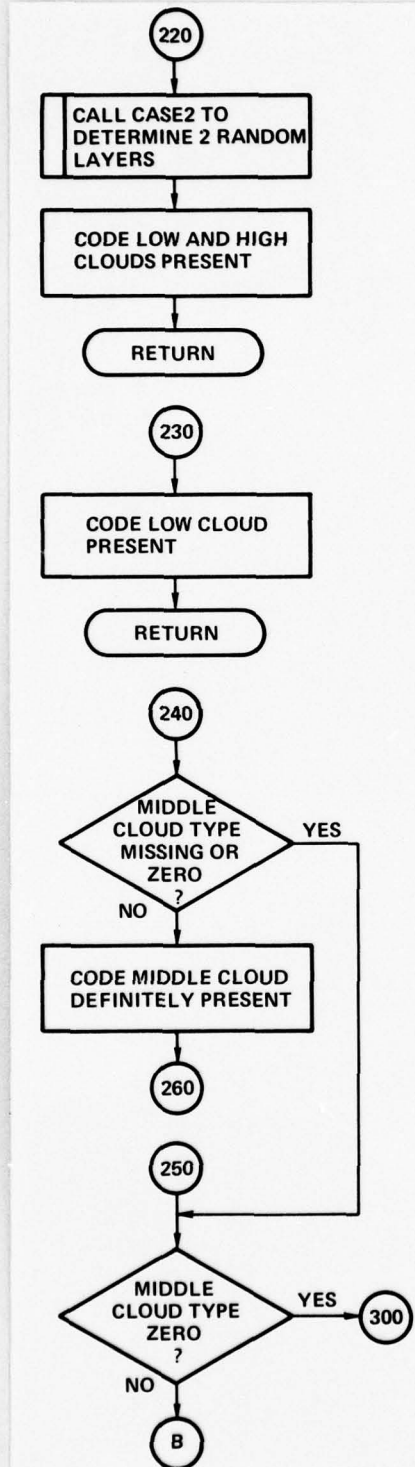 220
CALL CASE2 TO
DETERMINE 2 RANDOM
LAYERS
CODE LOW AND HIGH
CLOUDS PRESENT
RETURN
230
CODE LOW CLOUD
PRESENT
RETURN
240
MIDDLE
CLOUD TYPE
MISSING OR
ZERO
?
YES
NO
CODE MIDDLE CLOUD
DEFINITELY PRESENT
260
250
MIDDLE
CLOUD TYPE
ZERO
?
YES
300
NO
B